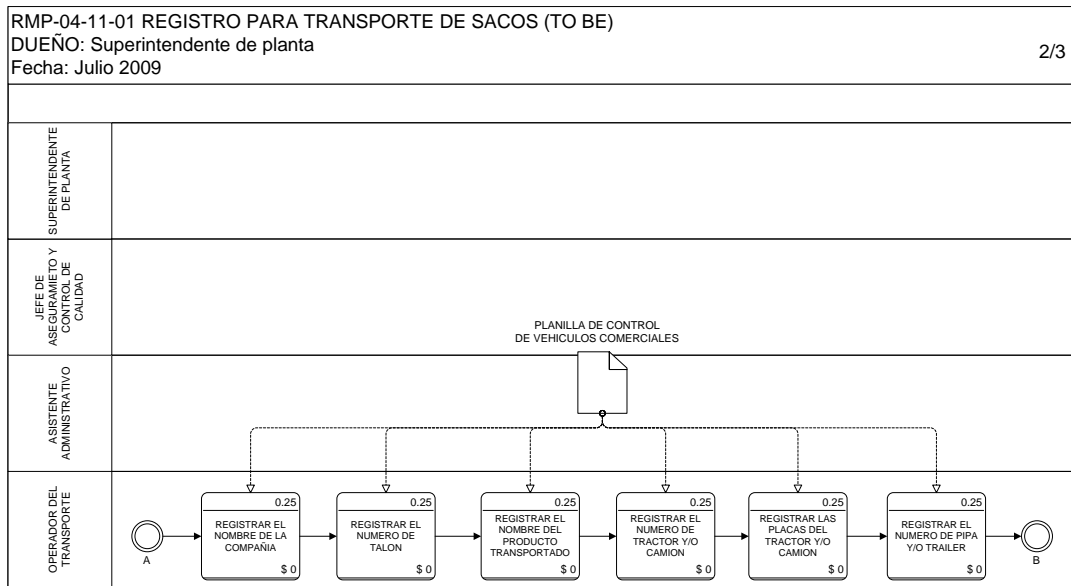 RMP-04-11-01 REGISTRO PARA TRANSPORTE DE SACOS (TO BE)
DUEÑO: Superintendente de planta
Fecha: Julio 2009
2/3
SUPERINTENDENTE
DE PLANTA
JEFE DE
ASEGURAMIETO Y
CONTROL DE
CALIDAD
PLANILLA DE CONTROL
DE VEHICULOS COMERCIALES
ASISTENTE
ADMINISTRATIVO
OPERADOR DEL
TRANSPORTE
A
0.25
REGISTRAR EL
NOMBRE DE LA
COMPAÑIA
$ 0
0.25
REGISTRAR EL
NUMERO DE
TALON
$ 0
0.25
REGISTRAR EL
NOMBRE DEL
PRODUCTO
TRANSPORTADO
$ 0
0.25
REGISTRAR EL
NUMERO DE
TRACTOR Y/O
CAMION
$ 0
0.25
REGISTRAR LAS
PLACAS DEL
TRACTOR Y/O
CAMION
$ 0
0.25
REGISTRAR EL
NUMERO DE PIPA
Y/O TRAILER
$ 0
B